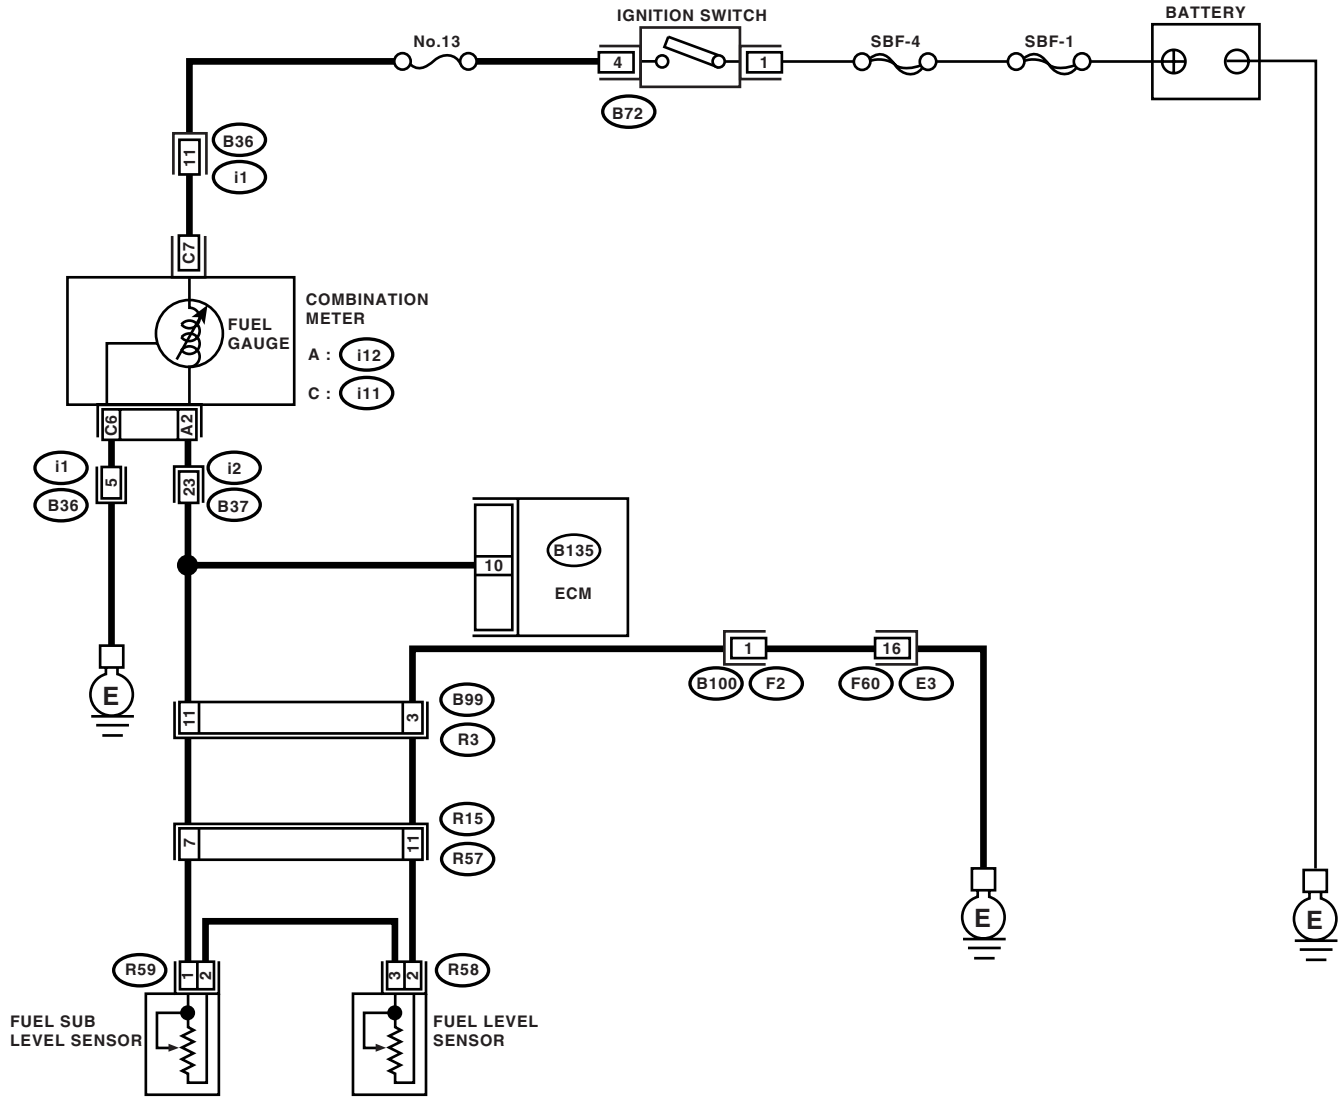 BATTERY
IGNITION SWITCH
No.13
SBF-4
SBF-1
4
1
B72
11
B36
i1
C7
COMBINATION
METER
FUEL
GAUGE
A : i12
C : i11
C6
A2
i1
B36
5
23
i2
B37
10
B135
ECM
E
1
16
B100
F2
F60
E3
11
3
B99
R3
7
11
R15
R57
E
E
R59
1
2
3
2
R58
FUEL SUB
LEVEL SENSOR
FUEL LEVEL
SENSOR